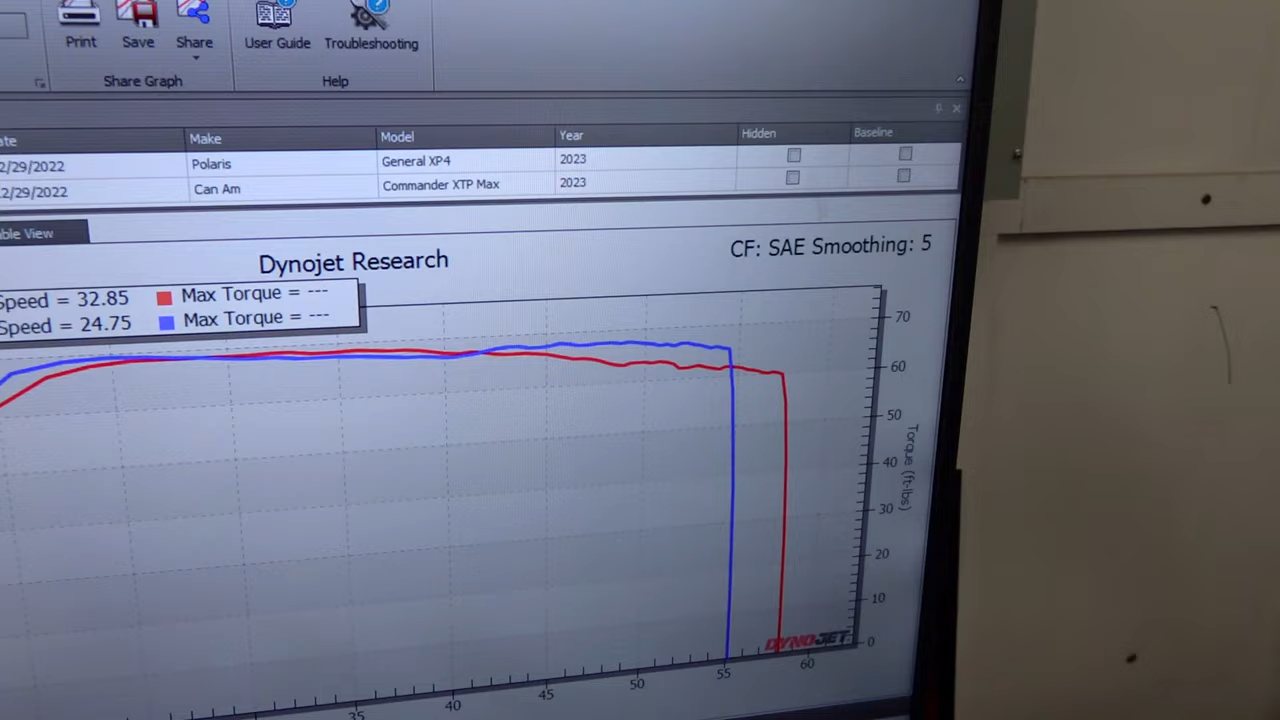 Print Save Share User Guide Troubleshooting
Share Graph Help
Make Model Year Hidden Baseline
2/29/2022 Polaris General XP4 2023
2/29/2022 Can Am Commander XTP Max 2023
View
Dynojet Research CF: SAE Smoothing: 5
Speed = 32.85 Max Torque = ---
Speed = 24.75 Max Torque = ---
70
60
50
40
30
20
10
0
Torque (ft-lbs)
DYNOJET
35 40 45 50 55 60